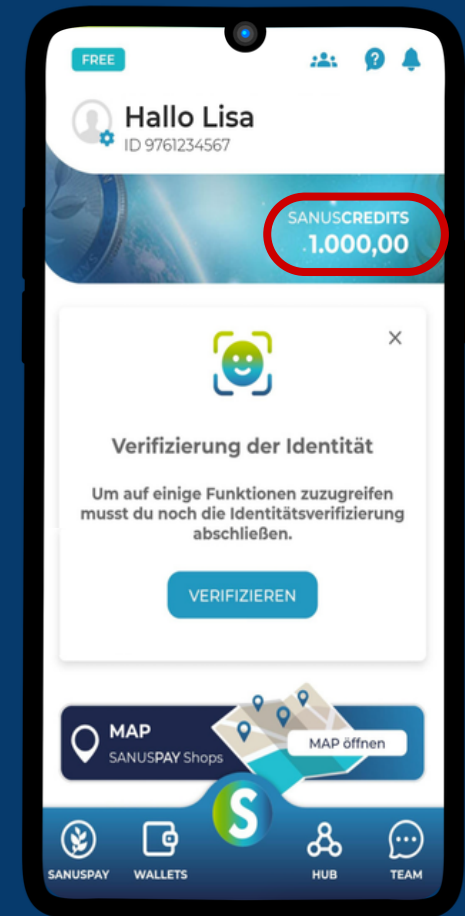 FREE
Hallo Lisa
ID 9761234567
SANUSCREDITS
1.000,00
Verifizierung der Identität
Um auf einige Funktionen zuzugreifen
musst du noch die Identitätsverifizierung
abschließen.
VERIFIZIEREN
MAP
SANUSPAY Shops
MAP öffnen
S
SANUSPAY
WALLETS
HUB
TEAM